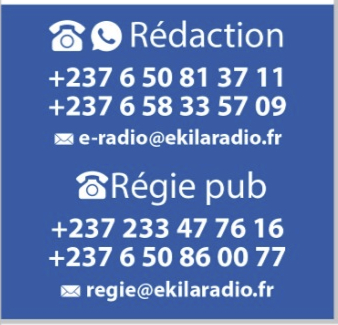 Rédaction
+237 6 50 81 37 11
+237 6 58 33 57 09
e-radio@ekilaradio.fr
Régie pub
+237 233 47 76 16
+237 6 50 86 00 77
regie@ekilaradio.fr